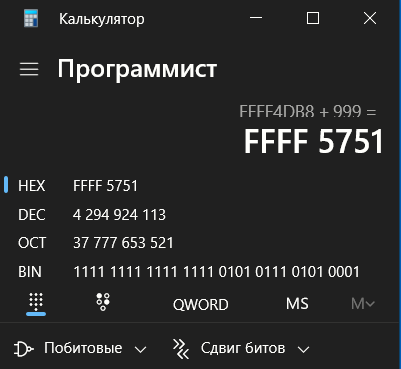 Калькулятор
Программист
FFFF4DB8 + 999 =
FFFF 5751
HEX FFFF 5751
DEC 4 294 924 113
OCT 37 777 653 521
BIN 1111 1111 1111 1111 0101 0111 0101 0001
QWORD MS M
Побитовые Сдвиг битов